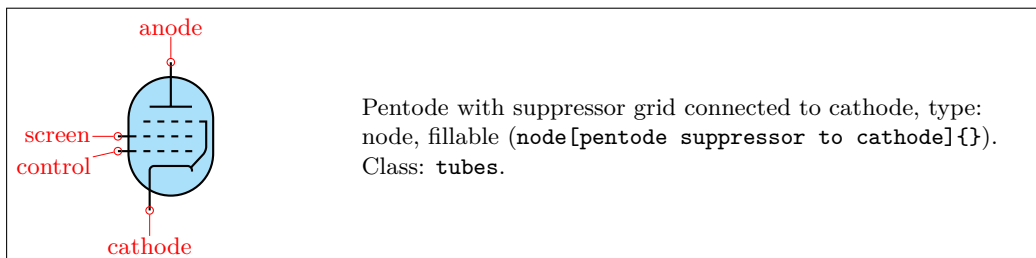 anode
screen
control
cathode
Pentode with suppressor grid connected to cathode, type:
node, fillable (node[pentode suppressor to cathode]{}).
Class: tubes.